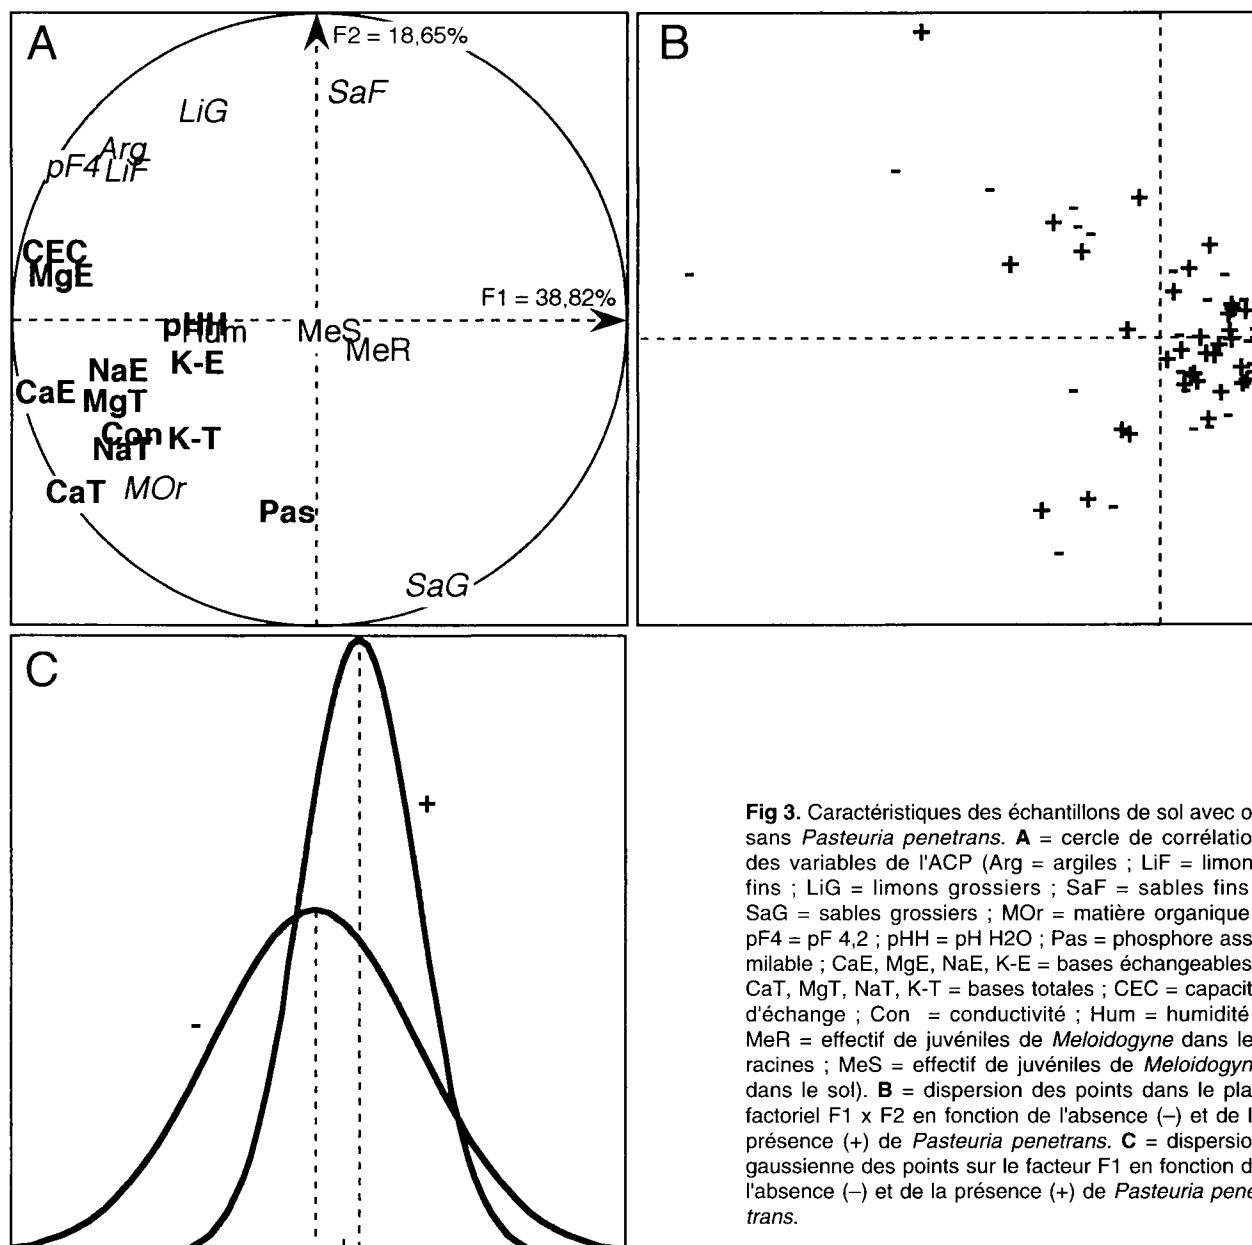 A
F2 = 18,65%
B
SaF
LiG
Arg
pF4
LiF
CEC
MgE
F1 = 38,82%
pHH
Hum
MeS
MeR
K-E
NaE
CaE
MgT
Con
K-T
NaT
CaT
MOr
Pas
SaG
C
+
-
Fig 3. Caractéristiques des échantillons de sol avec o
sans Pasteuria penetrans. A = cercle de corrélatio
des variables de l'ACP (Arg = argiles ; LiF = limon
fins ; LiG = limons grossiers ; SaF = sables fins
SaG = sables grossiers ; MOr = matière organique
pF4 = pF 4,2 ; pHH = pH H2O ; Pas = phosphore ass
milable ; CaE, MgE, NaE, K-E = bases échangeables
CaT, MgT, NaT, K-T = bases totales ; CEC = capacit
d'échange ; Con = conductivité ; Hum = humidité
MeR = effectif de juvéniles de Meloidogyne dans le
racines ; MeS = effectif de juvéniles de Meloidogyn
dans le sol). B = dispersion des points dans le pla
factoriel F1 x F2 en fonction de l'absence (–) et de l
présence (+) de Pasteuria penetrans. C = dispersio
gaussienne des points sur le facteur F1 en fonction d
l'absence (–) et de la présence (+) de Pasteuria pene
trans.